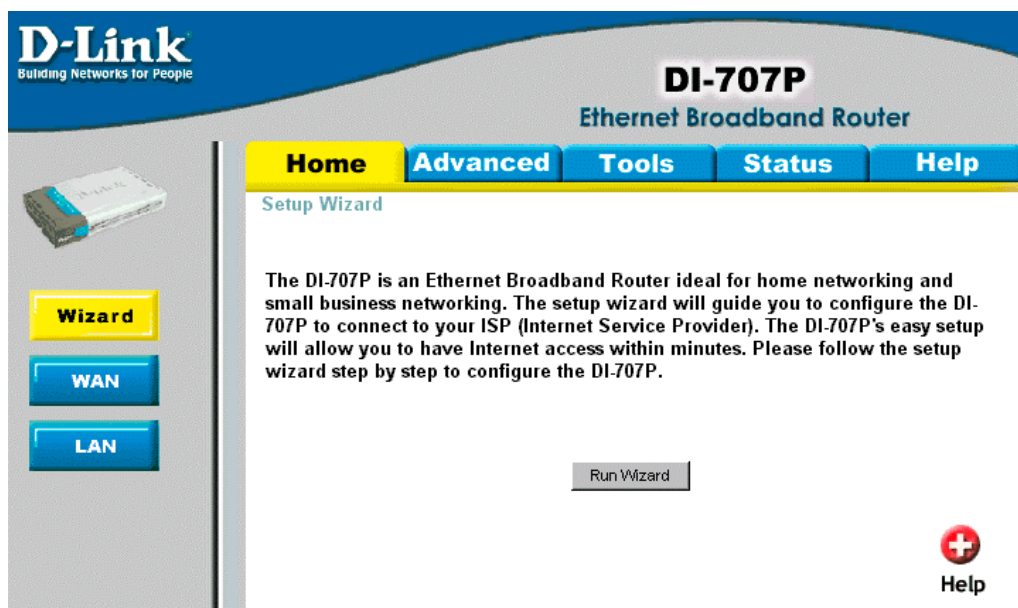 D-Link
Building Networks for People
DI-707P
Ethernet Broadband Router
Home
Advanced
Tools
Status
Help
Setup Wizard
The DI-707P is an Ethernet Broadband Router ideal for home networking and
small business networking. The setup wizard will guide you to configure the DI-
707P to connect to your ISP (Internet Service Provider). The DI-707P's easy setup
will allow you to have Internet access within minutes. Please follow the setup
wizard step by step to configure the DI-707P.
Wizard
WAN
LAN
Run Wizard
Help